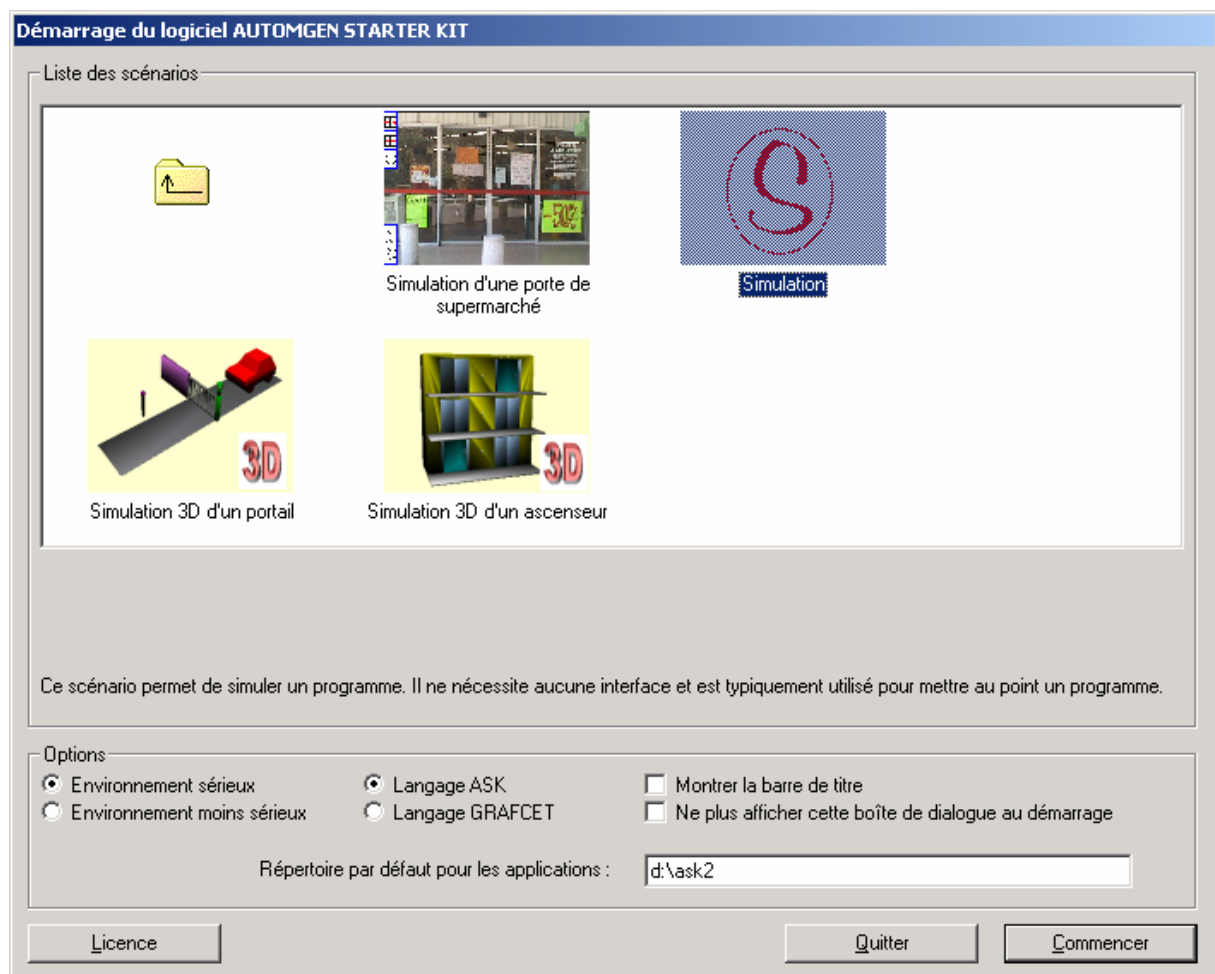 Démarrage du logiciel AUTOMGEN STARTER KIT
Liste des scénarios
-50%
S
Simulation d'une porte de
supermarché
Simulation
3D
3D
Simulation 3D d'un portail
Simulation 3D d'un ascenseur
Ce scénario permet de simuler un programme. Il ne nécessite aucune interface et est typiquement utilisé pour mettre au point un programme.
Options
Environnement sérieux
Langage ASK
Montrer la barre de titre
Environnement moins sérieux
Langage GRAFCET
Ne plus afficher cette boîte de dialogue au démarrage
Répertoire par défaut pour les applications :
d:\ask2
Licence
Quitter
Commencer